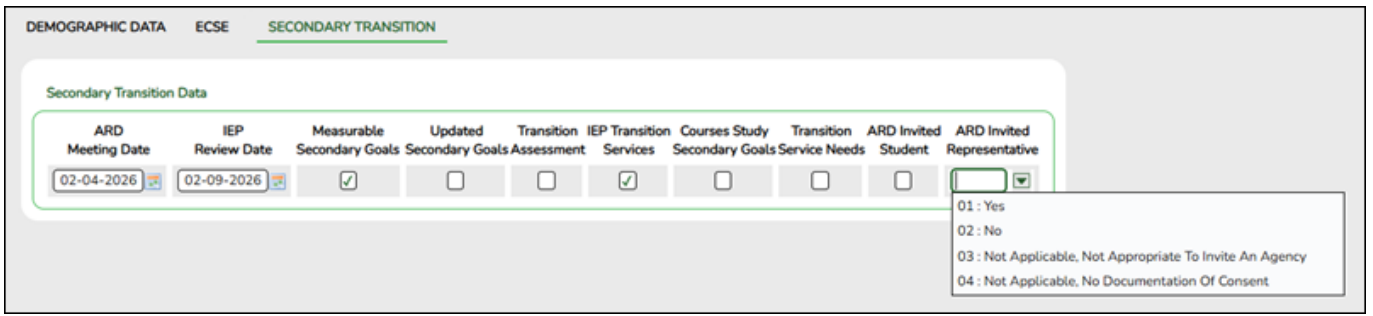 DEMOGRAPHIC DATA ECSE SECONDARY TRANSITION
Secondary Transition Data
ARD IEP Measurable Updated Transition IEP Transition Courses Study Transition ARD Invited ARD Invited
Meeting Date Review Date Secondary Goals Secondary Goals Assessment Services Secondary Goals Service Needs Student Representative
02-04-2026 02-09-2026
01 : Yes
02 : No
03 : Not Applicable, Not Appropriate To Invite An Agency
04 : Not Applicable, No Documentation Of Consent